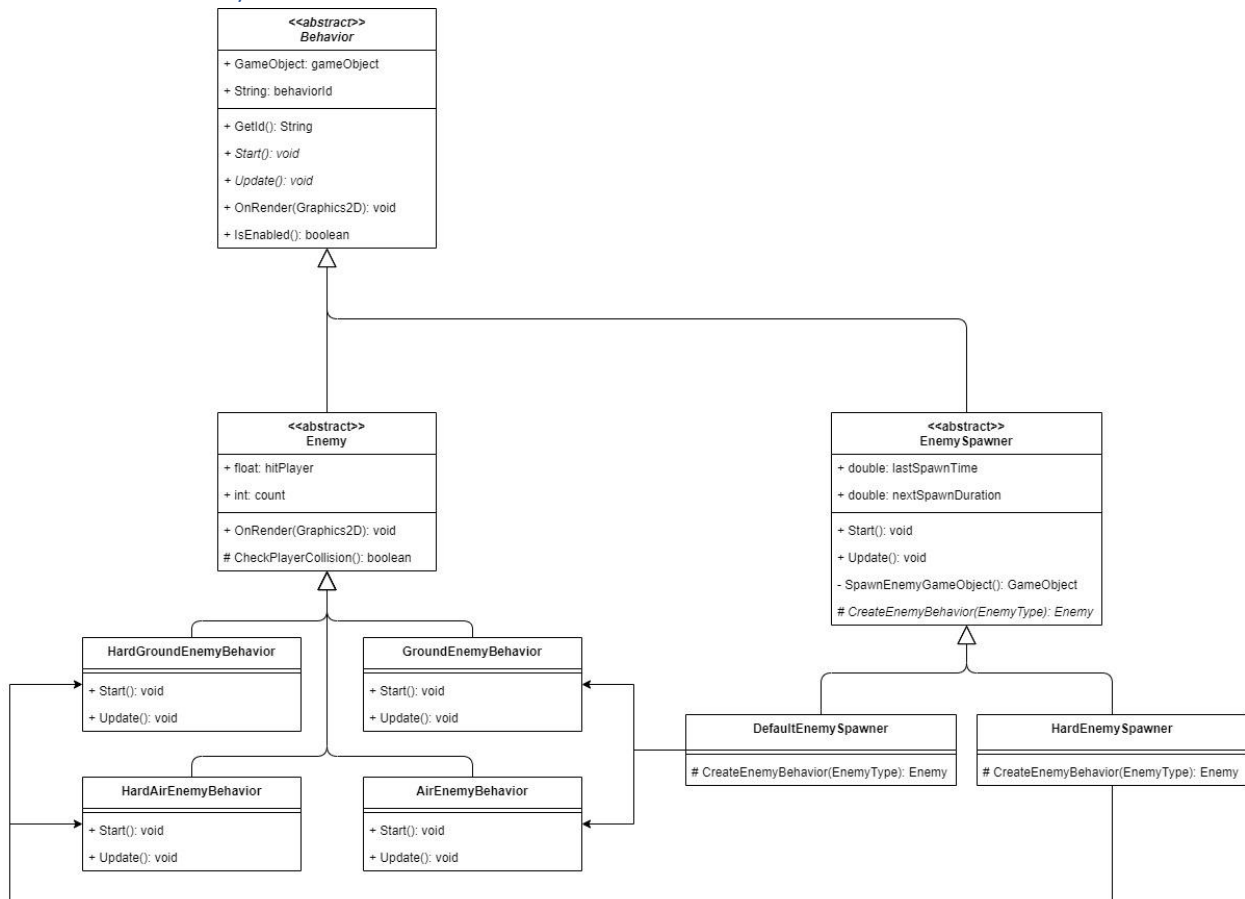 <<abstract>>
Behavior
+ GameObject: gameObject
+ String: behaviorId
+ GetId(): String
+ Start(): void
+ Update(): void
+ OnRender(Graphics2D): void
+ IsEnabled(): boolean
<<abstract>>
Enemy
+ float: hitPlayer
+ int: count
+ OnRender(Graphics2D): void
# CheckPlayerCollision(): boolean
<<abstract>>
EnemySpawner
+ double: lastSpawnTime
+ double: nextSpawnDuration
+ Start(): void
+ Update(): void
- SpawnEnemyGameObject(): GameObject
# CreateEnemyBehavior(EnemyType): Enemy
HardGroundEnemyBehavior
+ Start(): void
+ Update(): void
GroundEnemyBehavior
+ Start(): void
+ Update(): void
DefaultEnemySpawner
# CreateEnemyBehavior(EnemyType): Enemy
HardEnemySpawner
# CreateEnemyBehavior(EnemyType): Enemy
HardAirEnemyBehavior
+ Start(): void
+ Update(): void
AirEnemyBehavior
+ Start(): void
+ Update(): void